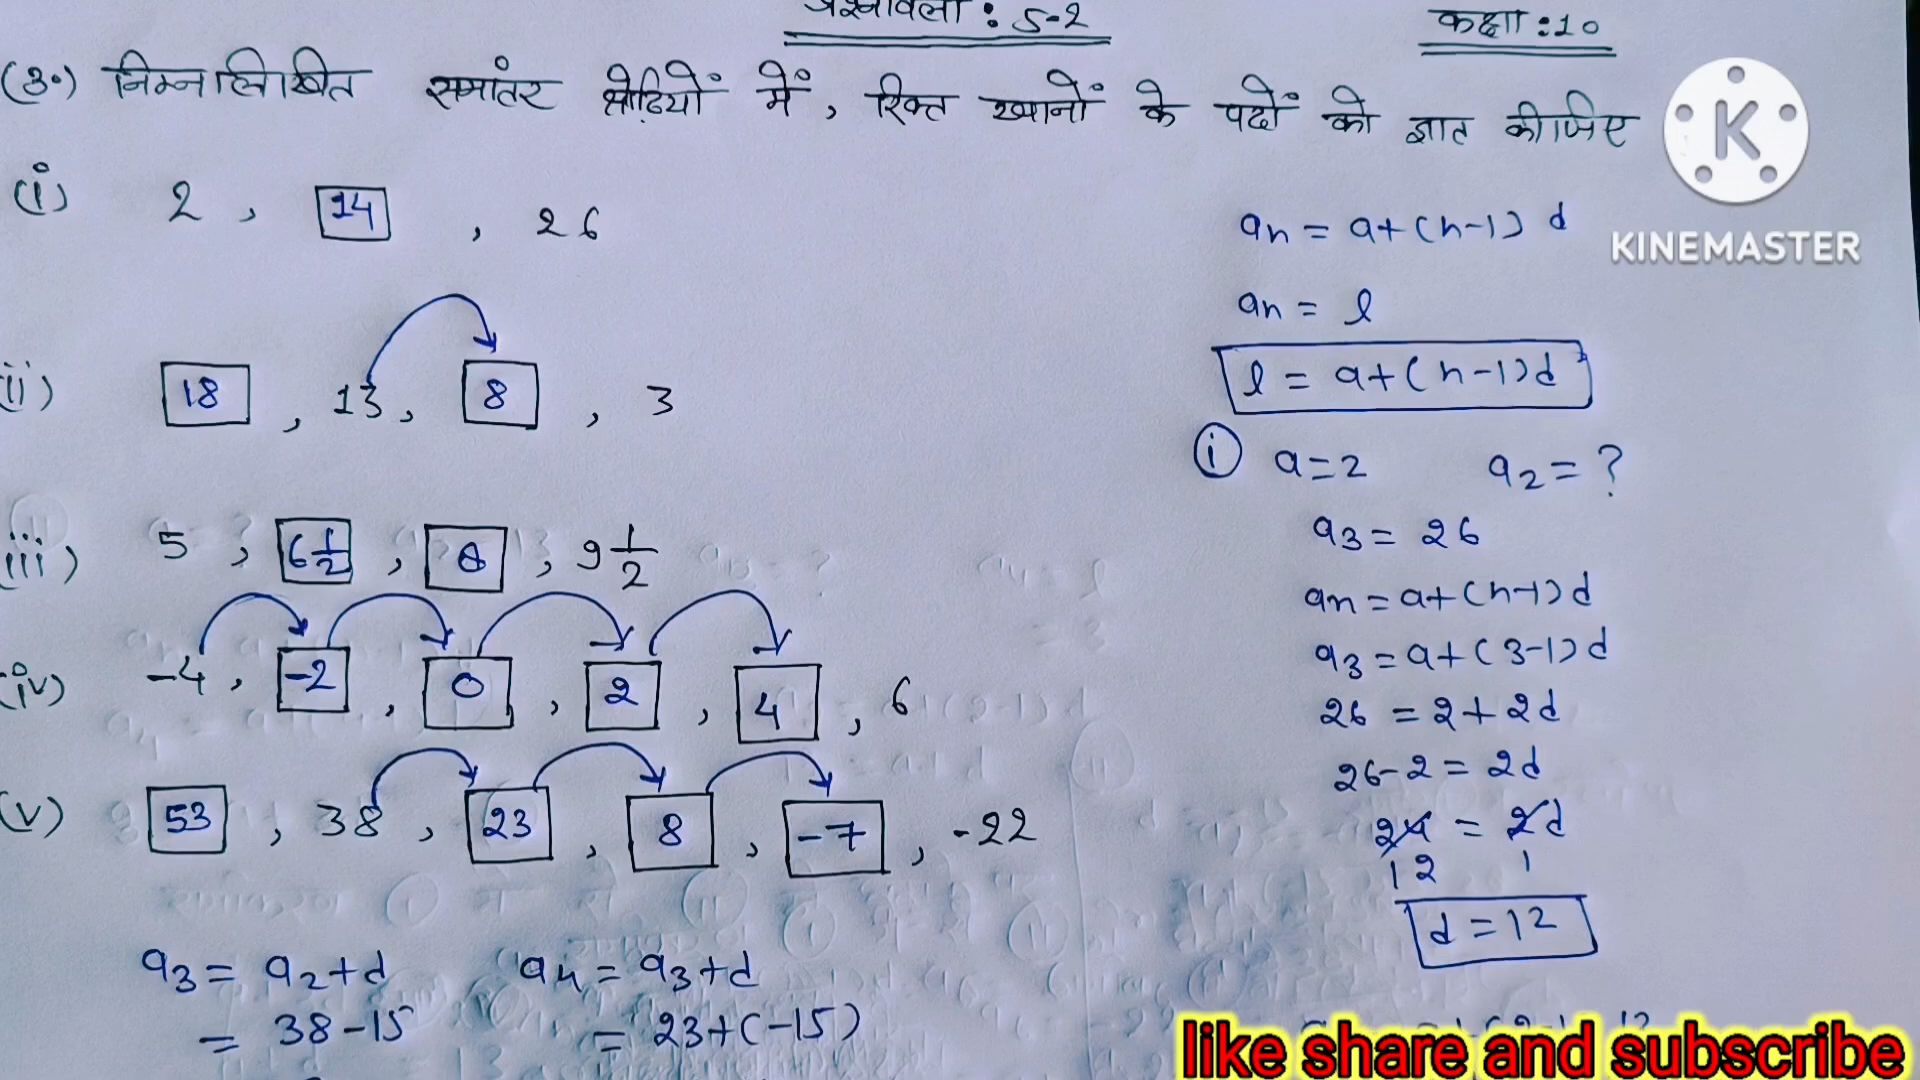 प्रश्नावली : 5-2
कक्षा : 10
(3.) निम्नलिखित समांतर श्रेढ़ियों में, रिक्त स्थानों के पदों को ज्ञात कीजिए
(i) 2 , 14 , 26
(ii) 18 , 13 , 8 , 3
(iii) 5 , 6 1/2 , 8 , 9 1/2
(iv) -4 , -2 , 0 , 2 , 4 , 6
(v) 53 , 38 , 23 , 8 , -7 , -22
a3 = a2+d
= 38-15
a4 = a3+d
= 23+(-15)
K
KINEMASTER
an = a+(n-1) d
an = l
l = a+(n-1)d
(i) a=2 a2 = ?
a3 = 26
an = a+(n-1)d
a3 = a+(3-1)d
26 = 2+2d
26-2 = 2d
24 = 2d
12 1
d = 12
like share and subscribe